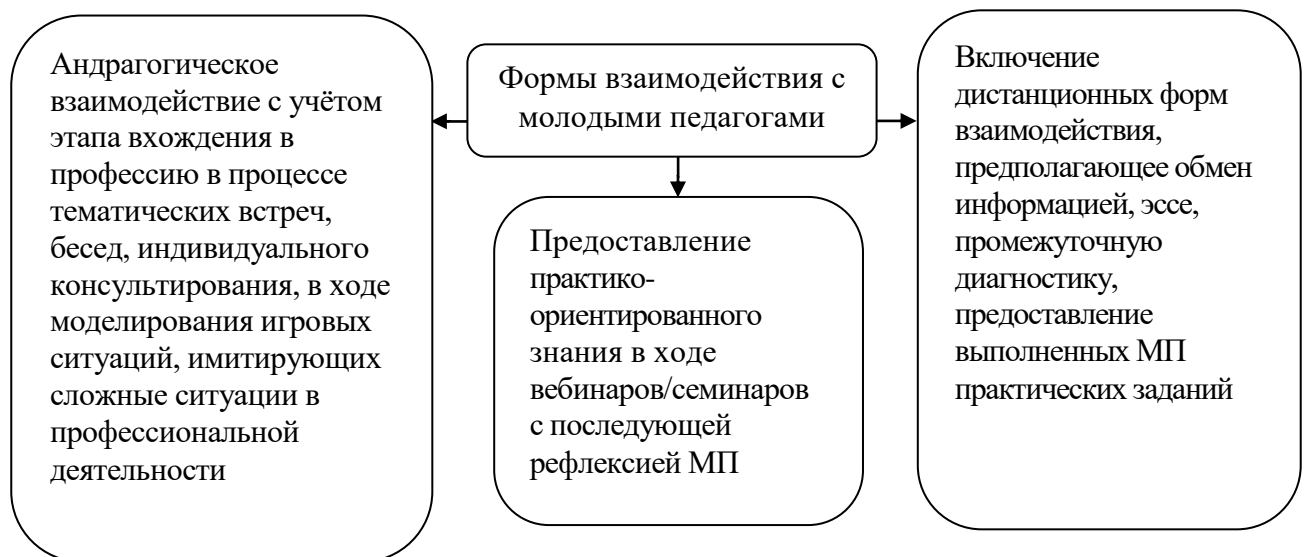 Андрагогическое
взаимодействие с учётом
этапа вхождения в
профессию в процессе
тематических встреч,
бесед, индивидуального
консультирования, в ходе
моделирования игровых
ситуаций, имитирующих
сложные ситуации в
профессиональной
деятельности
Формы взаимодействия с
молодыми педагогами
Предоставление
практико-
ориентированного
знания в ходе
вебинаров/семинаров
с последующей
рефлексией МП
Включение
дистанционных форм
взаимодействия,
предполагающее обмен
информацией, эссе,
промежуточную
диагностику,
предоставление
выполненных МП
практических заданий